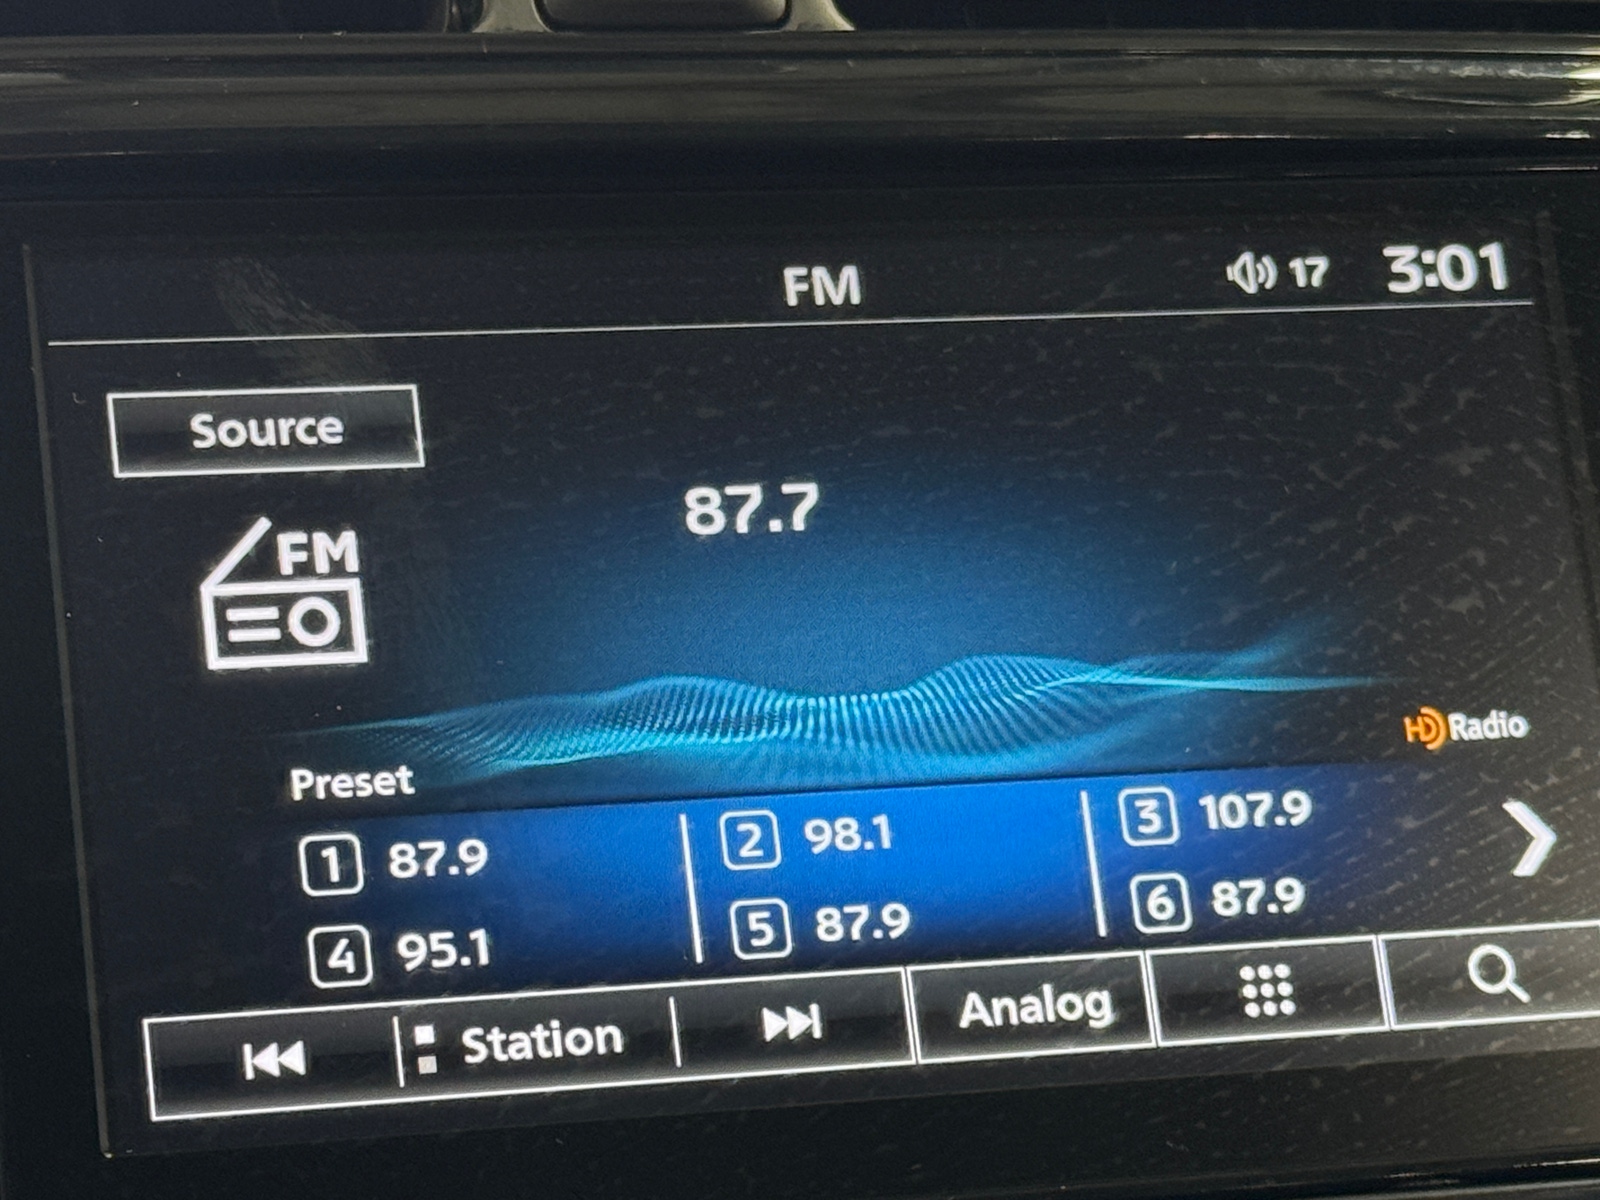 FM 17 3:01
Source
87.7
FM
HD Radio
Preset
1 87.9 2 98.1 3 107.9
4 95.1 5 87.9 6 87.9
Station Analog